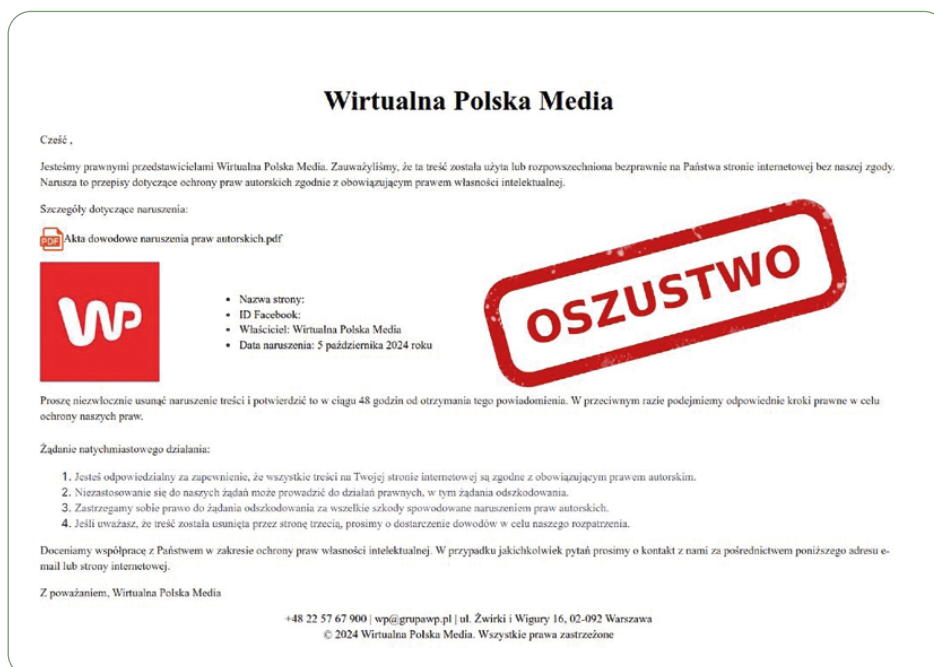 Wirtualna Polska Media
Cześć ,
Jesteśmy prawnymi przedstawicielami Wirtualna Polska Media. Zauważyliśmy, że ta treść została użyta lub rozpowszechniona bezprawnie na Państwa stronie internetowej bez naszej zgody.
Narusza to przepisy dotyczące ochrony praw autorskich zgodnie z obowiązującym prawem własności intelektualnej.
Szczegóły dotyczące naruszenia:
PDF Akta dowodowe naruszenia praw autorskich.pdf
WP
• Nazwa strony:
• ID Facebook:
• Właściciel: Wirtualna Polska Media
• Data naruszenia: 5 października 2024 roku
OSZUSTWO
Proszę niezwłocznie usunąć naruszenie treści i potwierdzić to w ciągu 48 godzin od otrzymania tego powiadomienia. W przeciwnym razie podejmiemy odpowiednie kroki prawne w celu
ochrony naszych praw.
Żądanie natychmiastowego działania:
1. Jesteś odpowiedzialny za zapewnienie, że wszystkie treści na Twojej stronie internetowej są zgodne z obowiązującym prawem autorskim.
2. Niezastosowanie się do naszych żądań może prowadzić do działań prawnych, w tym żądania odszkodowania.
3. Zastrzegamy sobie prawo do żądania odszkodowania za wszelkie szkody spowodowane naruszeniem praw autorskich.
4. Jeśli uważasz, że treść została usunięta przez stronę trzecią, prosimy o dostarczenie dowodów w celu naszego rozpatrzenia.
Doceniamy współpracę z Państwem w zakresie ochrony praw własności intelektualnej. W przypadku jakichkolwiek pytań prosimy o kontakt z nami za pośrednictwem poniższego adresu e-
mail lub strony internetowej.
Z poważaniem, Wirtualna Polska Media
+48 22 57 67 900 | wp@grupawp.pl | ul. Żwirki i Wigury 16, 02-092 Warszawa
© 2024 Wirtualna Polska Media. Wszystkie prawa zastrzeżone